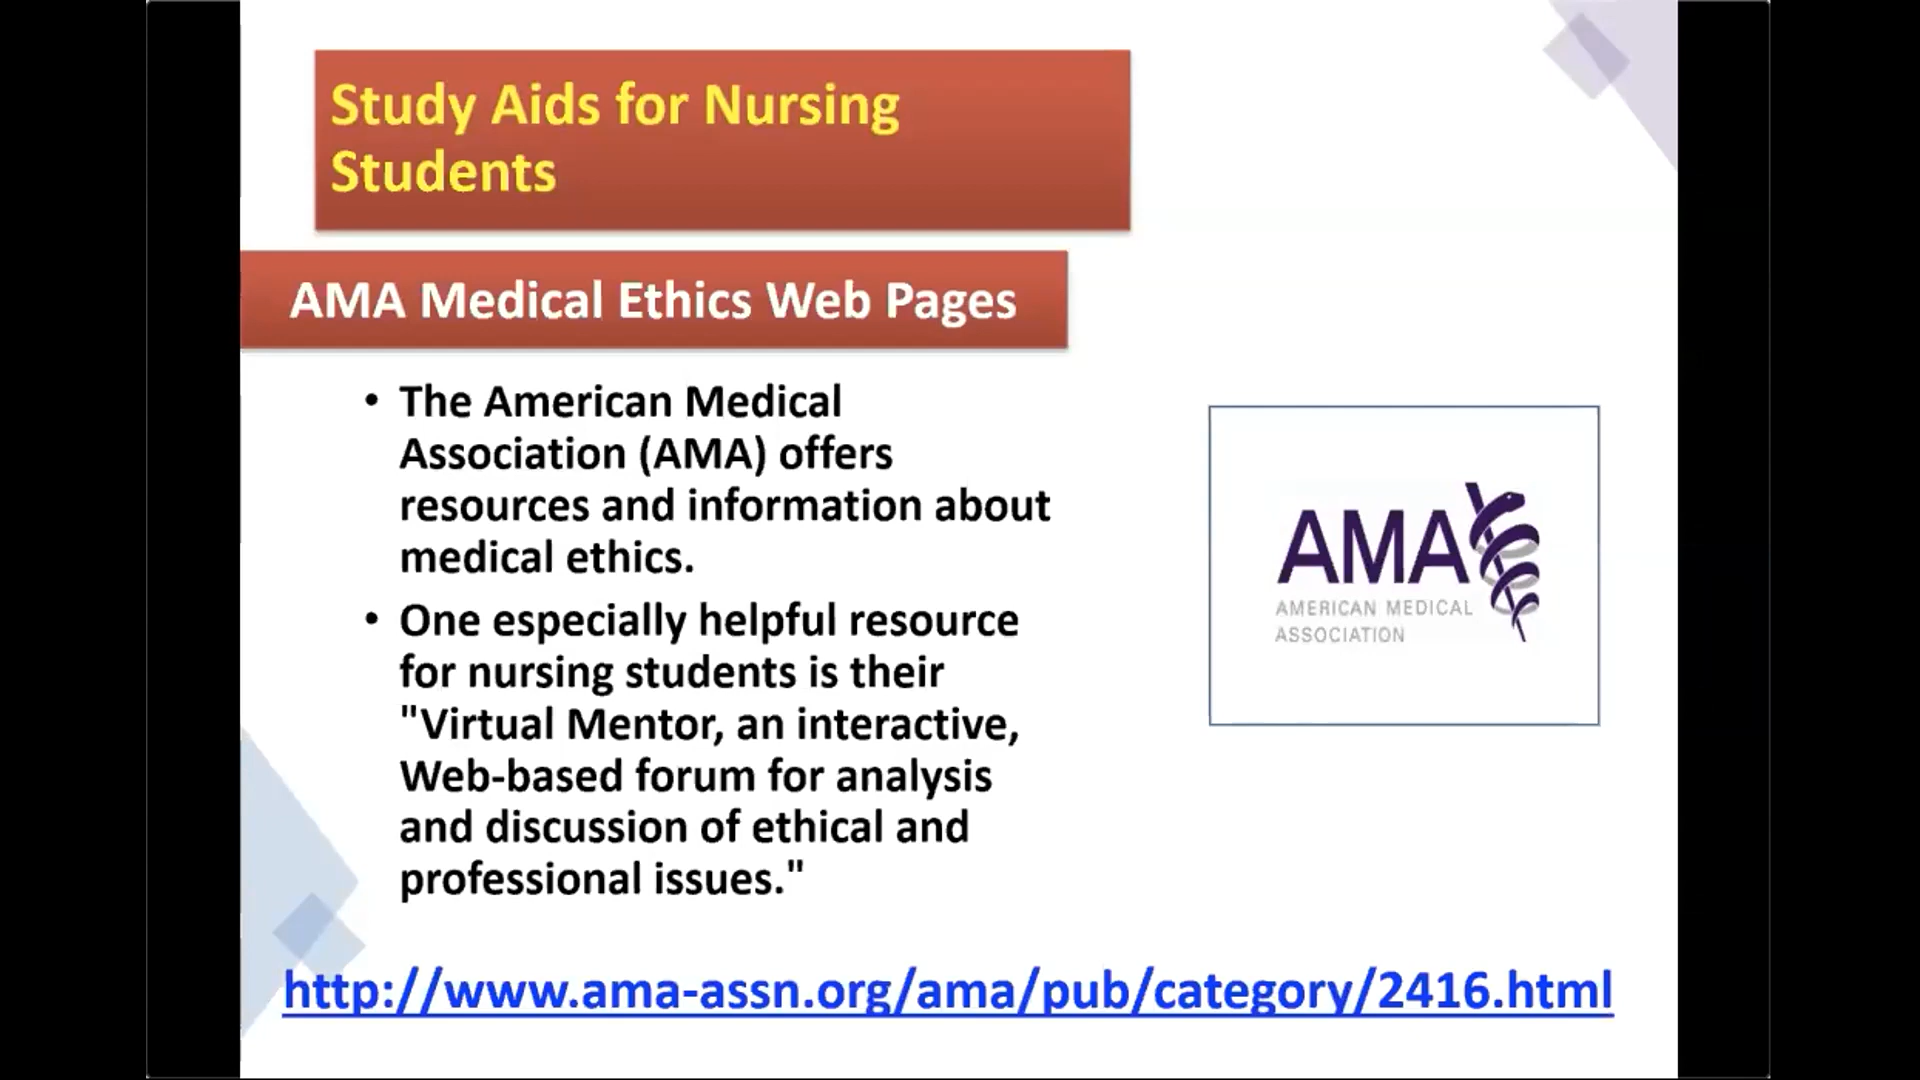 Study Aids for Nursing
Students
AMA Medical Ethics Web Pages
• The American Medical
Association (AMA) offers
resources and information about
medical ethics.
• One especially helpful resource
for nursing students is their
"Virtual Mentor, an interactive,
Web-based forum for analysis
and discussion of ethical and
professional issues."
AMA
AMERICAN MEDICAL
ASSOCIATION
http://www.ama-assn.org/ama/pub/category/2416.html